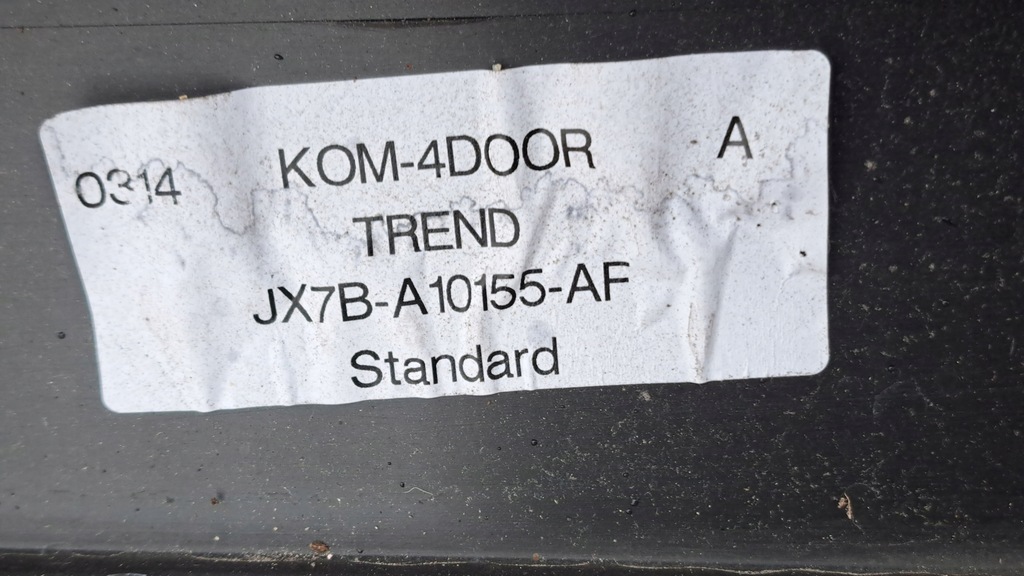 0314 KOM-4DOOR A
TREND
JX7B-A10155-AF
Standard